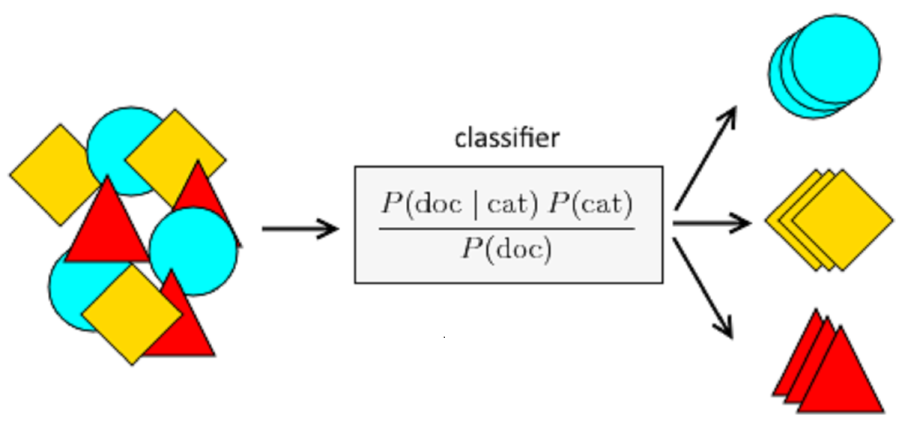 classifier
P(doc | cat) P(cat)
P(doc)